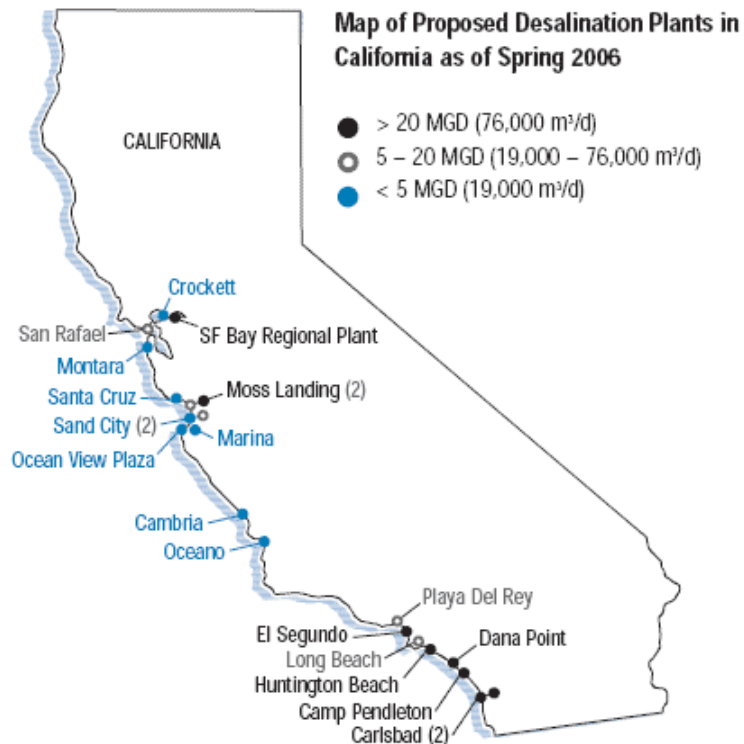 Map of Proposed Desalination Plants in
California as of Spring 2006
> 20 MGD (76,000 m³/d)
5 – 20 MGD (19,000 – 76,000 m³/d)
< 5 MGD (19,000 m³/d)
CALIFORNIA
Crockett
San Rafael
SF Bay Regional Plant
Montara
Santa Cruz
Moss Landing (2)
Sand City (2)
Marina
Ocean View Plaza
Cambria
Oceano
Playa Del Rey
El Segundo
Dana Point
Long Beach
Huntington Beach
Camp Pendleton
Carlsbad (2)